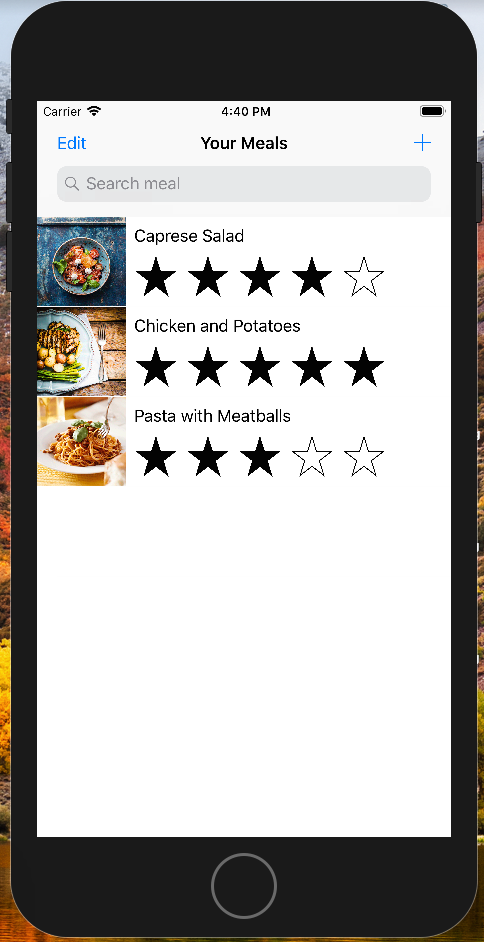 Carrier 4:40 PM
Edit Your Meals
Search meal
Caprese Salad
Chicken and Potatoes
Pasta with Meatballs